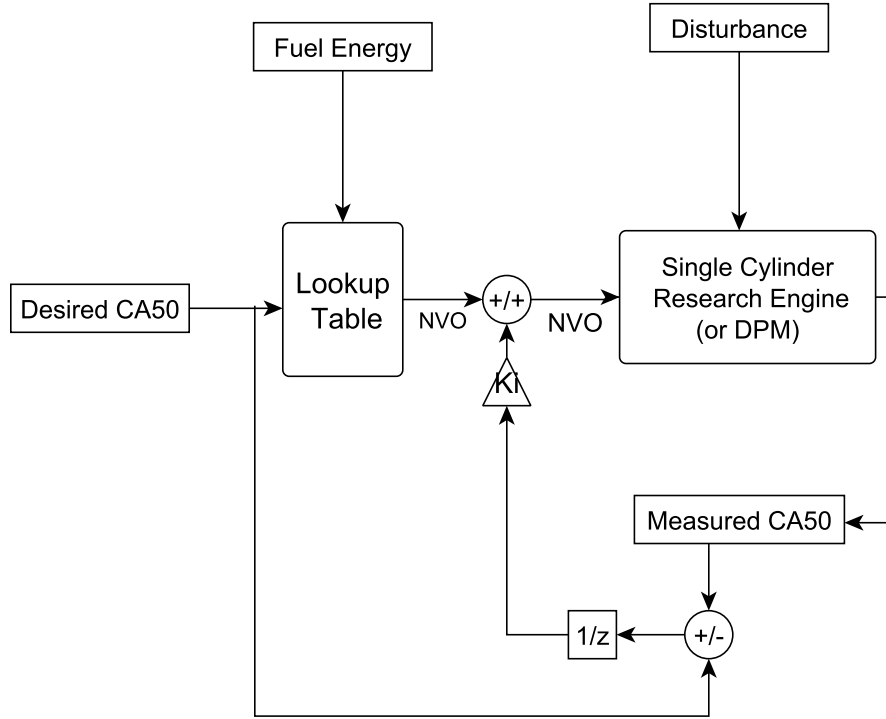 Fuel Energy
Disturbance
Desired CA50
Lookup
Table
NVO
+/+
NVO
Single Cylinder
Research Engine
(or DPM)
Ki
Measured CA50
1/z
+/-